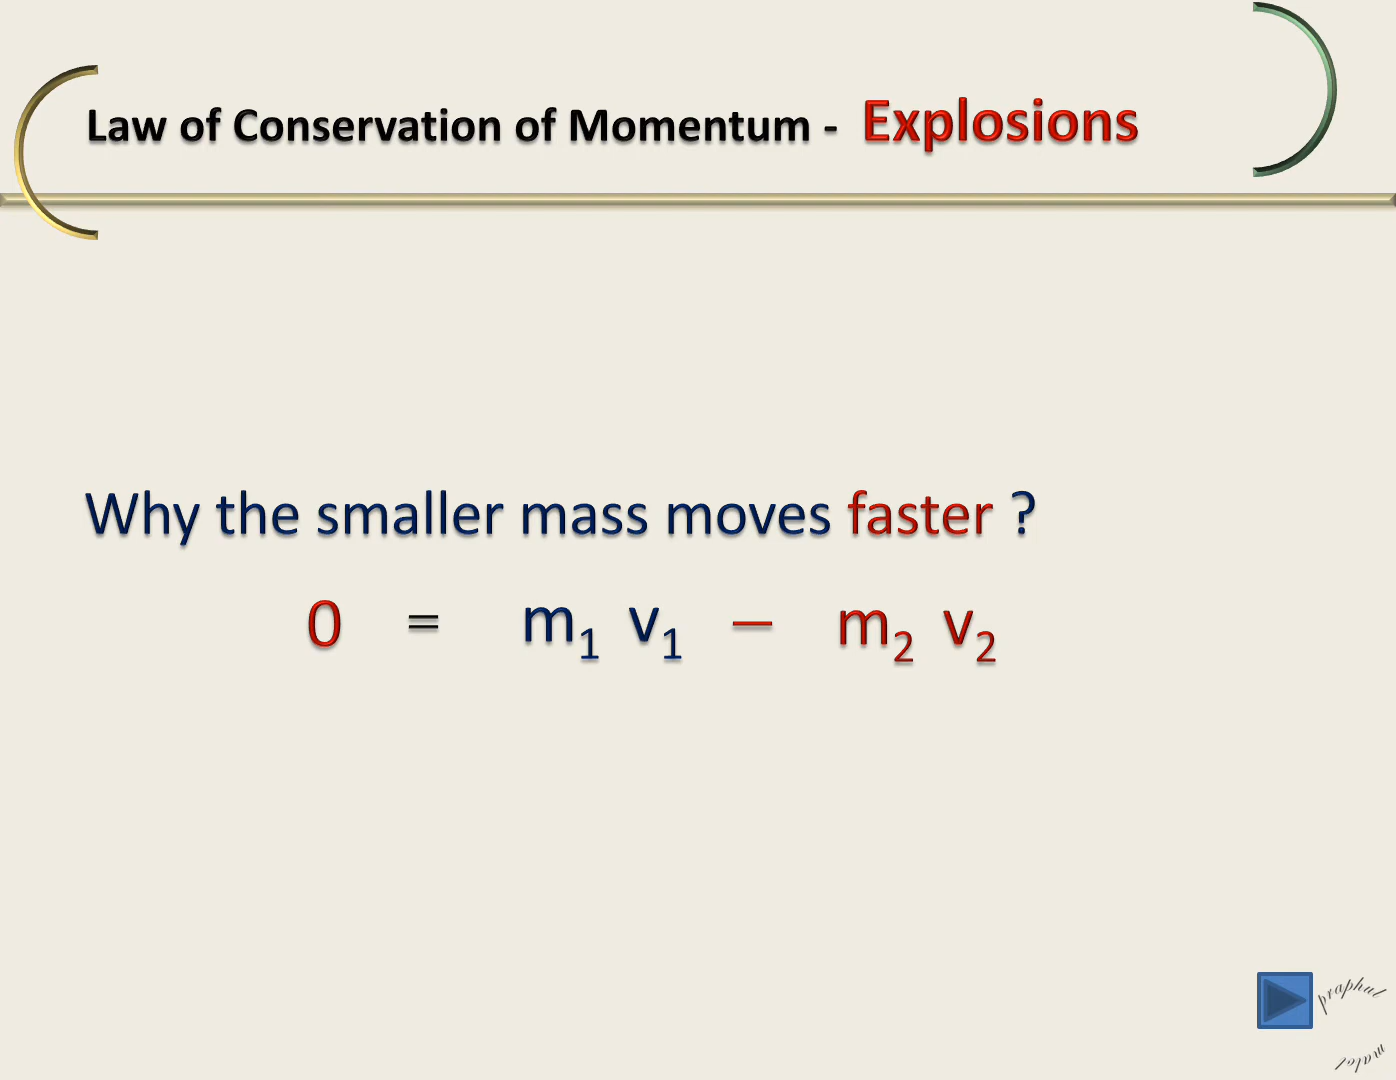 Law of Conservation of Momentum - Explosions
Why the smaller mass moves faster ?
0 = m₁ v₁ – m₂ v₂
praphul